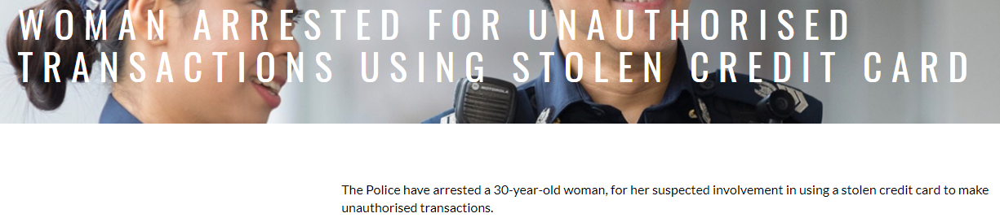 WOMAN ARRESTED FOR UNAUTHORISED
TRANSACTIONS USING STOLEN CREDIT CARD
MOTOROLA
The Police have arrested a 30-year-old woman, for her suspected involvement in using a stolen credit card to make
unauthorised transactions.